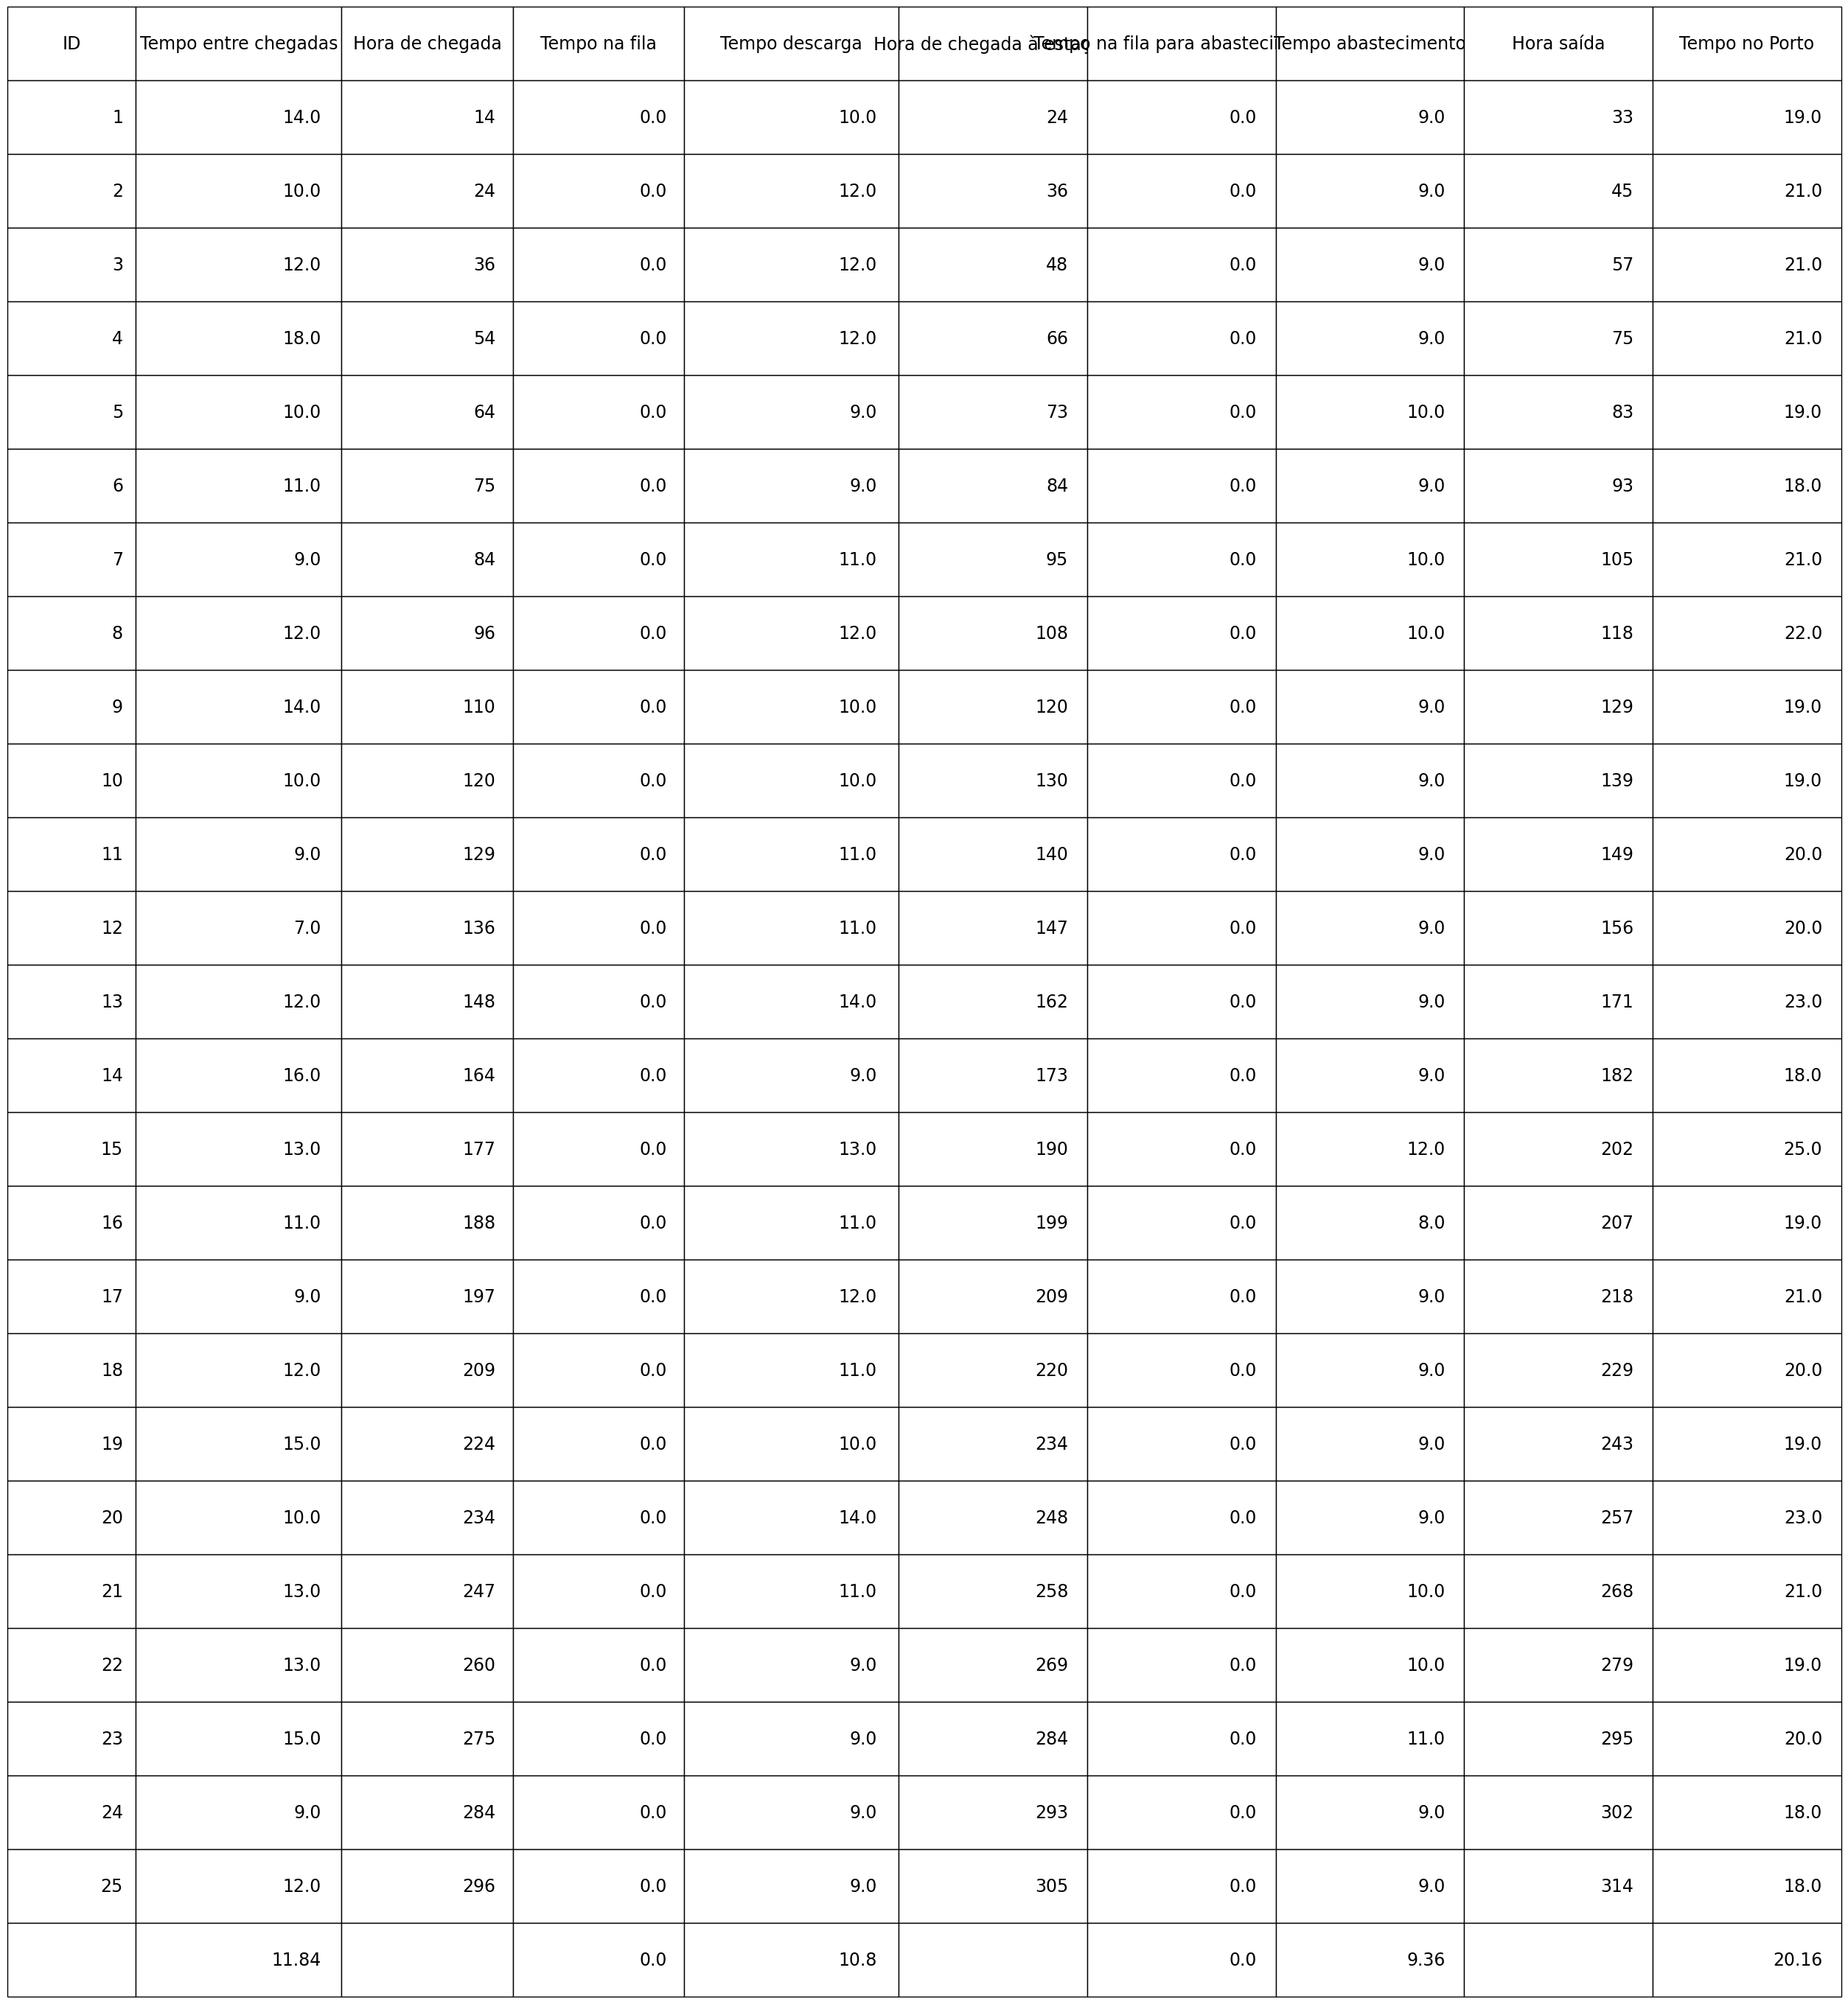 ID Tempo entre chegadas Hora de chegada Tempo na fila Tempo descarga Hora de chegada à Tempo na fila para Tempo abastecimento Hora saída Tempo no Porto
1 14.0 14 0.0 10.0 24 0.0 9.0 33 19.0
2 10.0 24 0.0 12.0 36 0.0 9.0 45 21.0
3 12.0 36 0.0 12.0 48 0.0 9.0 57 21.0
4 18.0 54 0.0 12.0 66 0.0 9.0 75 21.0
5 10.0 64 0.0 9.0 73 0.0 10.0 83 19.0
6 11.0 75 0.0 9.0 84 0.0 9.0 93 18.0
7 9.0 84 0.0 11.0 95 0.0 10.0 105 21.0
8 12.0 96 0.0 12.0 108 0.0 10.0 118 22.0
9 14.0 110 0.0 10.0 120 0.0 9.0 129 19.0
10 10.0 120 0.0 10.0 130 0.0 9.0 139 19.0
11 9.0 129 0.0 11.0 140 0.0 9.0 149 20.0
12 7.0 136 0.0 11.0 147 0.0 9.0 156 20.0
13 12.0 148 0.0 14.0 162 0.0 9.0 171 23.0
14 16.0 164 0.0 9.0 173 0.0 9.0 182 18.0
15 13.0 177 0.0 13.0 190 0.0 12.0 202 25.0
16 11.0 188 0.0 11.0 199 0.0 8.0 207 19.0
17 9.0 197 0.0 12.0 209 0.0 9.0 218 21.0
18 12.0 209 0.0 11.0 220 0.0 9.0 229 20.0
19 15.0 224 0.0 10.0 234 0.0 9.0 243 19.0
20 10.0 234 0.0 14.0 248 0.0 9.0 257 23.0
21 13.0 247 0.0 11.0 258 0.0 10.0 268 21.0
22 13.0 260 0.0 9.0 269 0.0 10.0 279 19.0
23 15.0 275 0.0 9.0 284 0.0 11.0 295 20.0
24 9.0 284 0.0 9.0 293 0.0 9.0 302 18.0
25 12.0 296 0.0 9.0 305 0.0 9.0 314 18.0
11.84 0.0 10.8 0.0 9.36 20.16